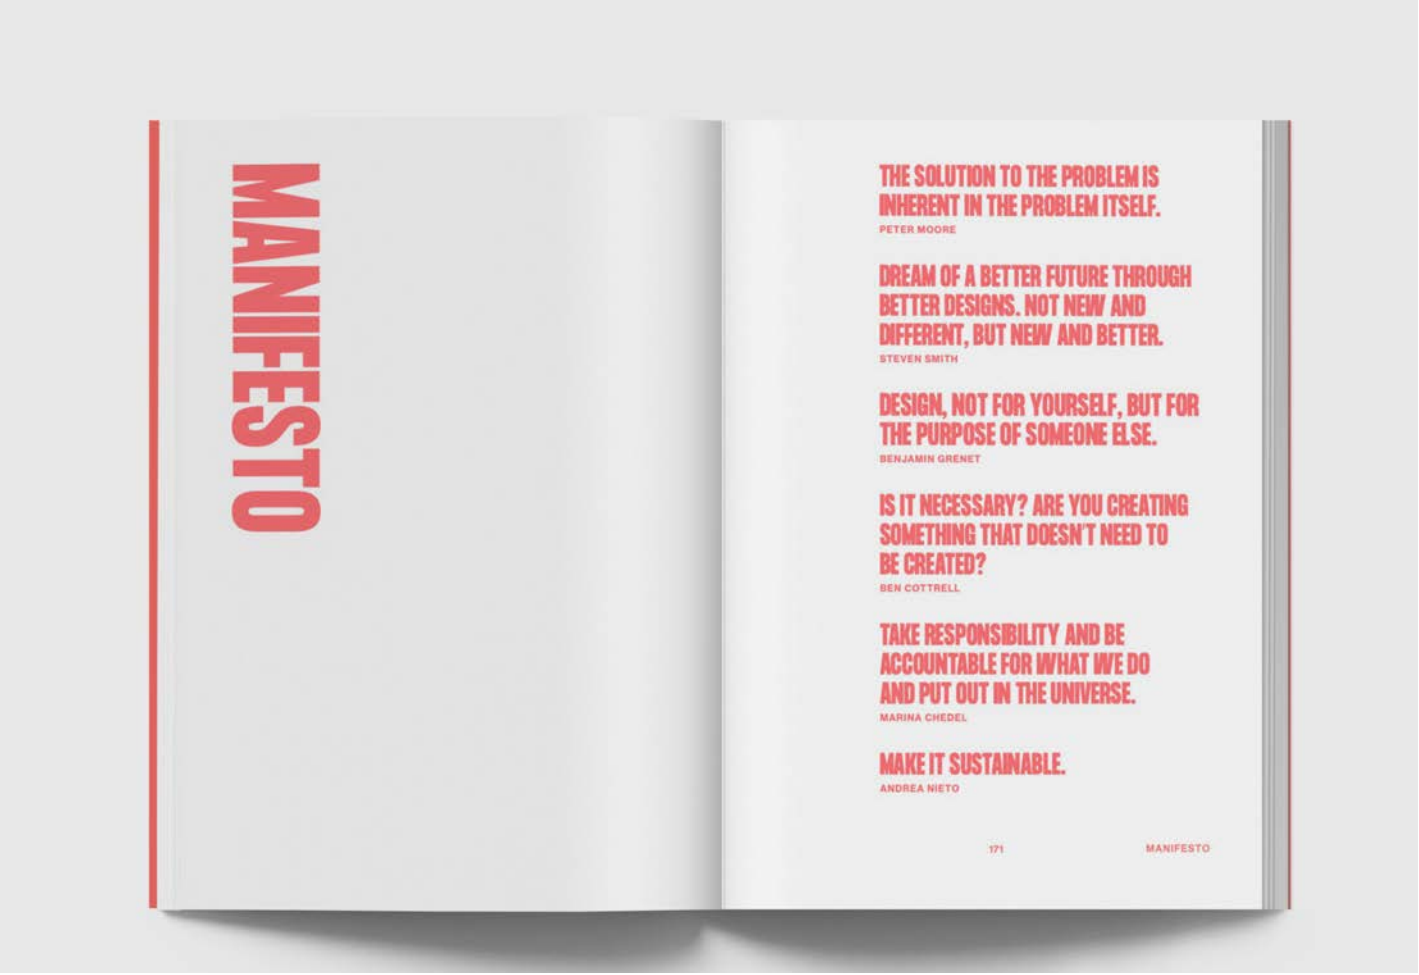 MANIFESTO
THE SOLUTION TO THE PROBLEM IS
INHERENT IN THE PROBLEM ITSELF.
PETER MOORE
DREAM OF A BETTER FUTURE THROUGH
BETTER DESIGNS. NOT NEW AND
DIFFERENT, BUT NEW AND BETTER.
STEVEN SMITH
DESIGN, NOT FOR YOURSELF, BUT FOR
THE PURPOSE OF SOMEONE ELSE.
BENJAMIN GRENET
IS IT NECESSARY? ARE YOU CREATING
SOMETHING THAT DOESN'T NEED TO
BE CREATED?
BEN COTTRELL
TAKE RESPONSIBILITY AND BE
ACCOUNTABLE FOR WHAT WE DO
AND PUT OUT IN THE UNIVERSE.
MARINA CHEDEL
MAKE IT SUSTAINABLE.
ANDREA NIETO
171
MANIFESTO